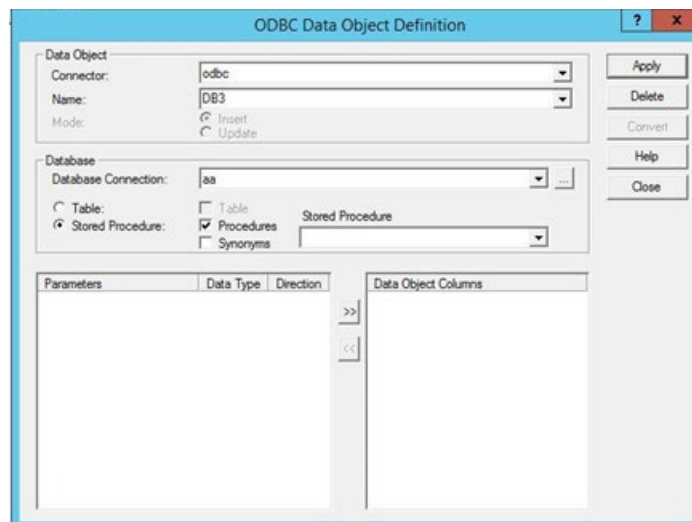 ODBC Data Object Definition
? x
Data Object
Connector: odbc
Name: DB3
Mode: Insert
Update
Apply
Delete
Convert
Help
Close
Database
Database Connection: aa ...
Table: Table
Stored Procedure: Procedures
Synonyms
Stored Procedure
Parameters Data Type Direction
>>
<<
Data Object Columns